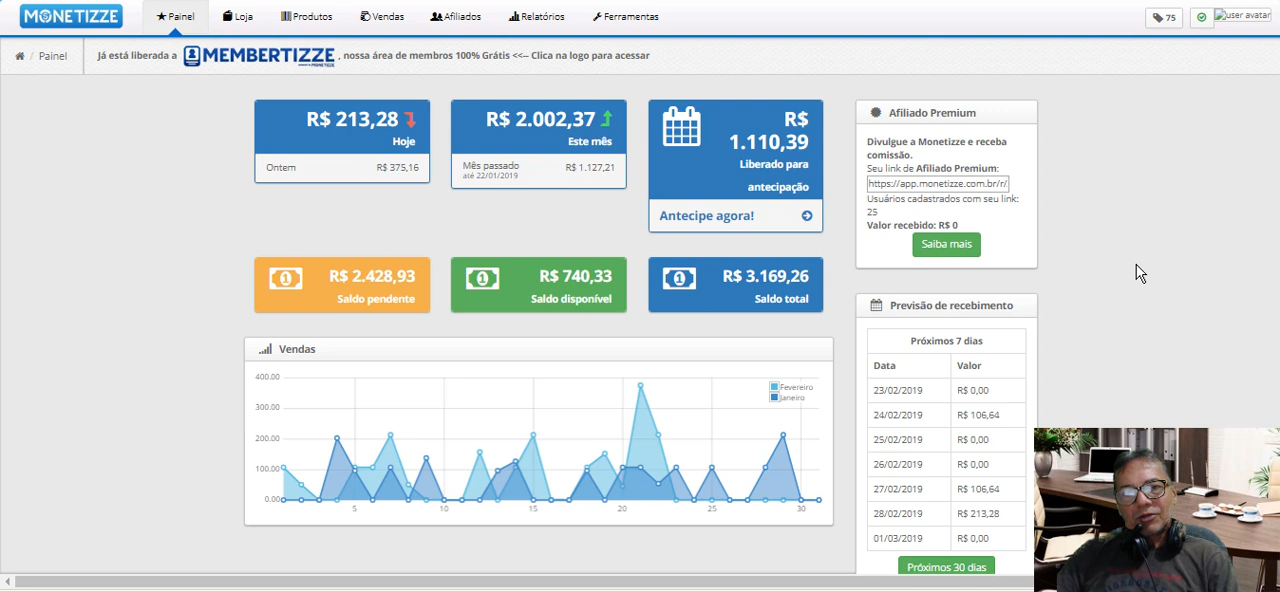 MONETIZZE
Painel
Loja
Produtos
Vendas
Afiliados
Relatórios
Ferramentas
75
user avatar
/ Painel
Já está liberada a MEMBERTIZZE , nossa área de membros 100% Grátis <<-- Clica na logo para acessar
R$ 213,28
Hoje
Ontem R$ 375,16
R$ 2.002,37
Este mês
Mês passado R$ 1.127,21
até 22/01/2019
R$
1.110,39
Liberado para
antecipação
Antecipe agora!
R$ 2.428,93
Saldo pendente
R$ 740,33
Saldo disponível
R$ 3.169,26
Saldo total
Vendas
400.00
300.00
200.00
100.00
0.00
5
10
15
20
25
30
Fevereiro
Janeiro
Afiliado Premium
Divulgue a Monetizze e receba
comissão.
Seu link de Afiliado Premium:
https://app.monetizze.com.br/r/
Usuários cadastrados com seu link:
25
Valor recebido: R$ 0
Saiba mais
Previsão de recebimento
Próximos 7 dias
Data Valor
23/02/2019 R$ 0,00
24/02/2019 R$ 106,64
25/02/2019 R$ 0,00
26/02/2019 R$ 0,00
27/02/2019 R$ 106,64
28/02/2019 R$ 213,28
01/03/2019 R$ 0,00
Próximos 30 dias